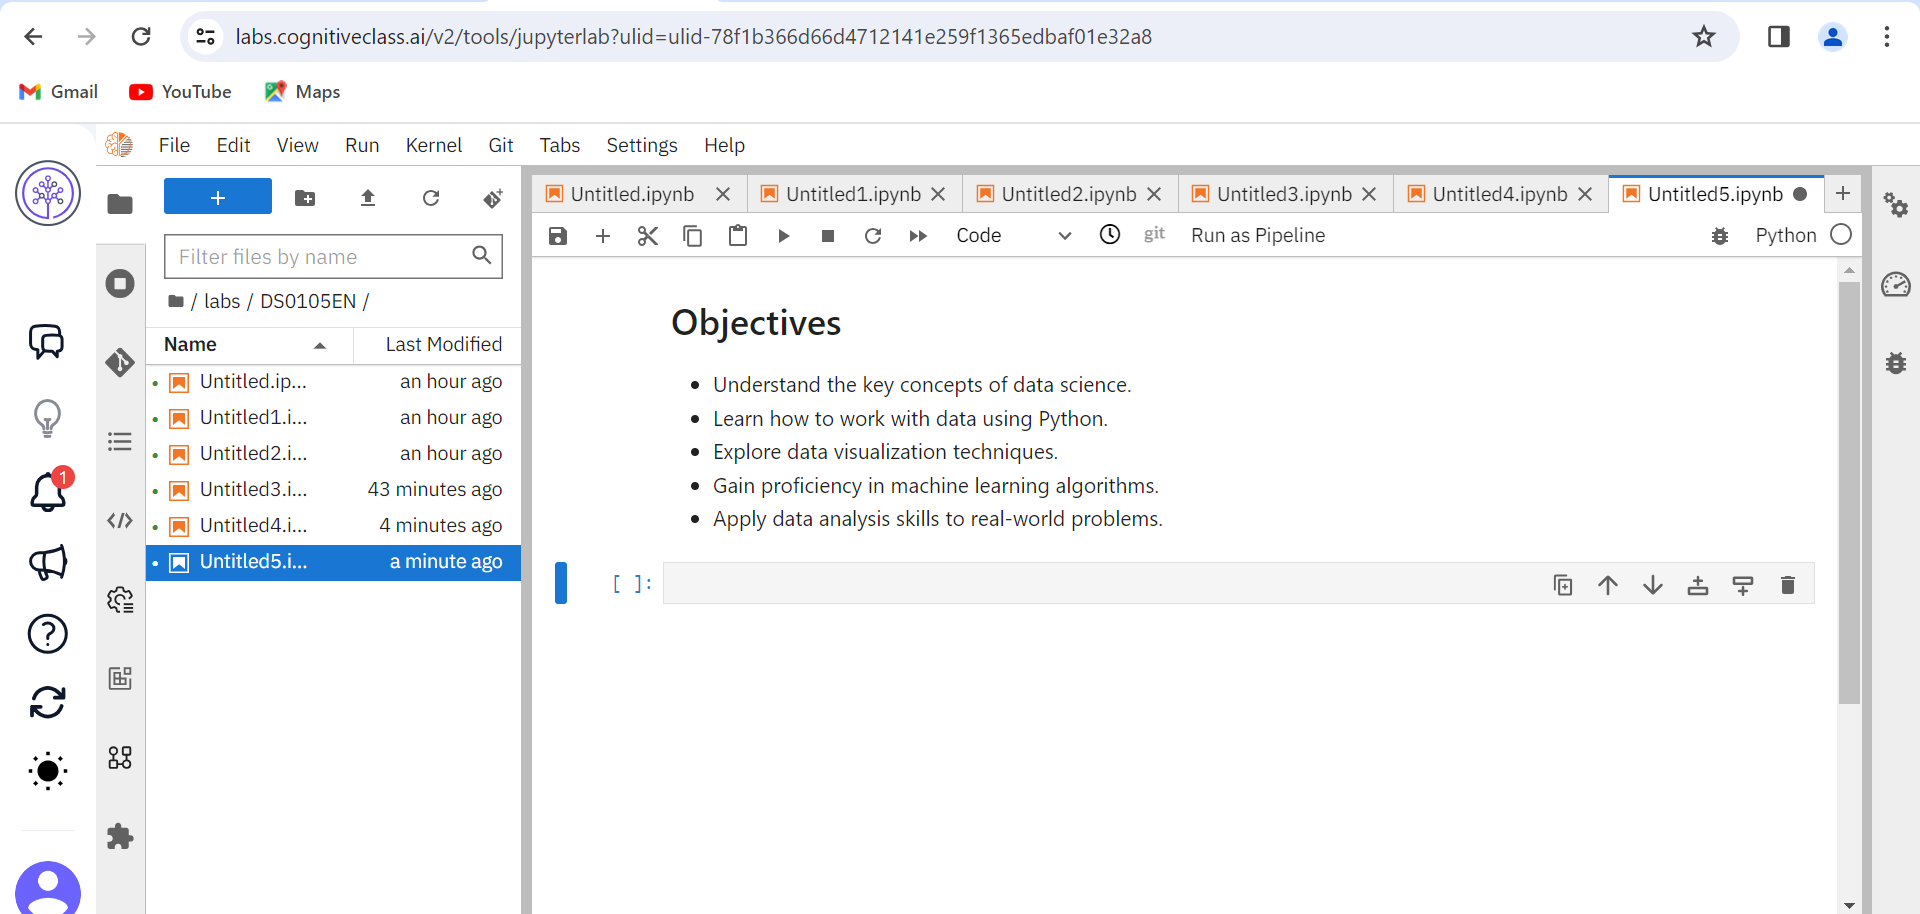 labs.cognitiveclass.ai/v2/tools/jupyterlab?ulid=ulid-78f1b366d66d4712141e259f1365edbaf01e32a8
Gmail YouTube Maps
File Edit View Run Kernel Git Tabs Settings Help
Untitled.ipynb Untitled1.ipynb Untitled2.ipynb Untitled3.ipynb Untitled4.ipynb Untitled5.ipynb
Code git Run as Pipeline Python
Filter files by name
/ labs / DS0105EN /
Name Last Modified
Untitled.ip... an hour ago
Untitled1.i... an hour ago
Untitled2.i... an hour ago
Untitled3.i... 43 minutes ago
Untitled4.i... 4 minutes ago
Untitled5.i... a minute ago
1
Objectives
• Understand the key concepts of data science.
• Learn how to work with data using Python.
• Explore data visualization techniques.
• Gain proficiency in machine learning algorithms.
• Apply data analysis skills to real-world problems.
[ ]: